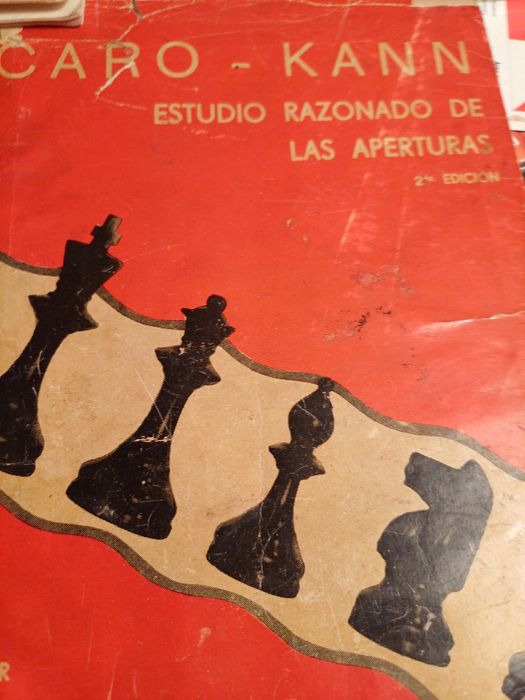 CARO - KANN
ESTUDIO RAZONADO DE
LAS APERTURAS
2ª EDICION
R